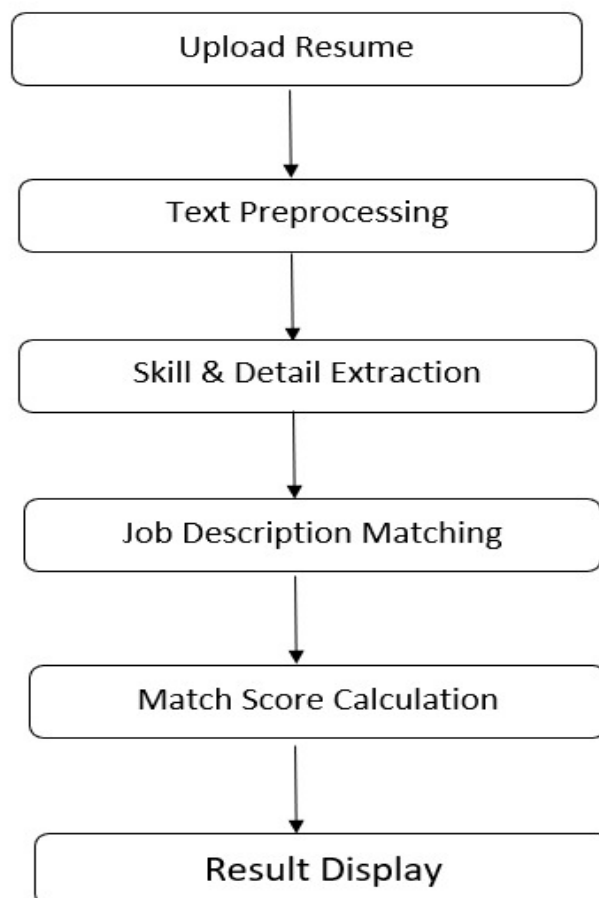 Upload Resume
Text Preprocessing
Skill & Detail Extraction
Job Description Matching
Match Score Calculation
Result Display